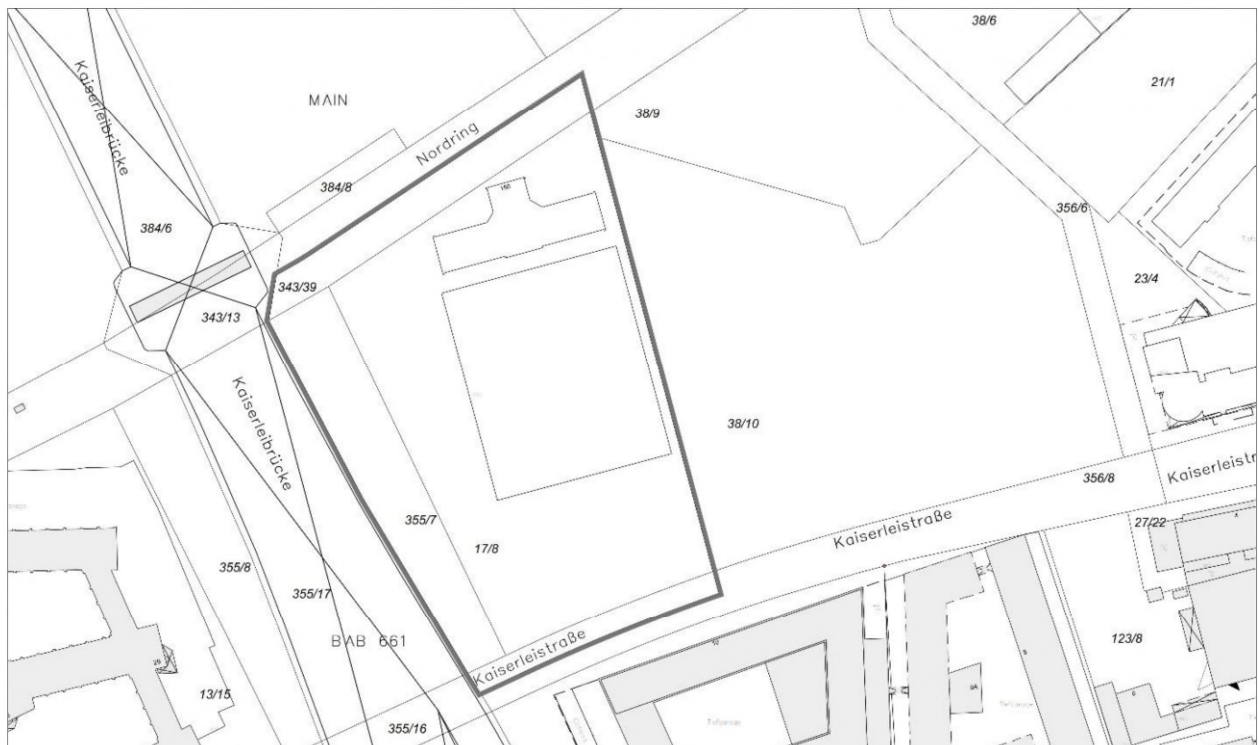 38/6
Kaiserleibrücke
MAIN
21/1
38/9
Nordring
384/8
356/6
384/6
343/39
23/4
343/13
Kaiserleibrücke
38/10
Kaiserleistr
356/8
355/7
Kaiserleistraße
27/22
17/8
355/8
355/17
BAB 661
Kaiserleistraße
123/8
13/15
355/16